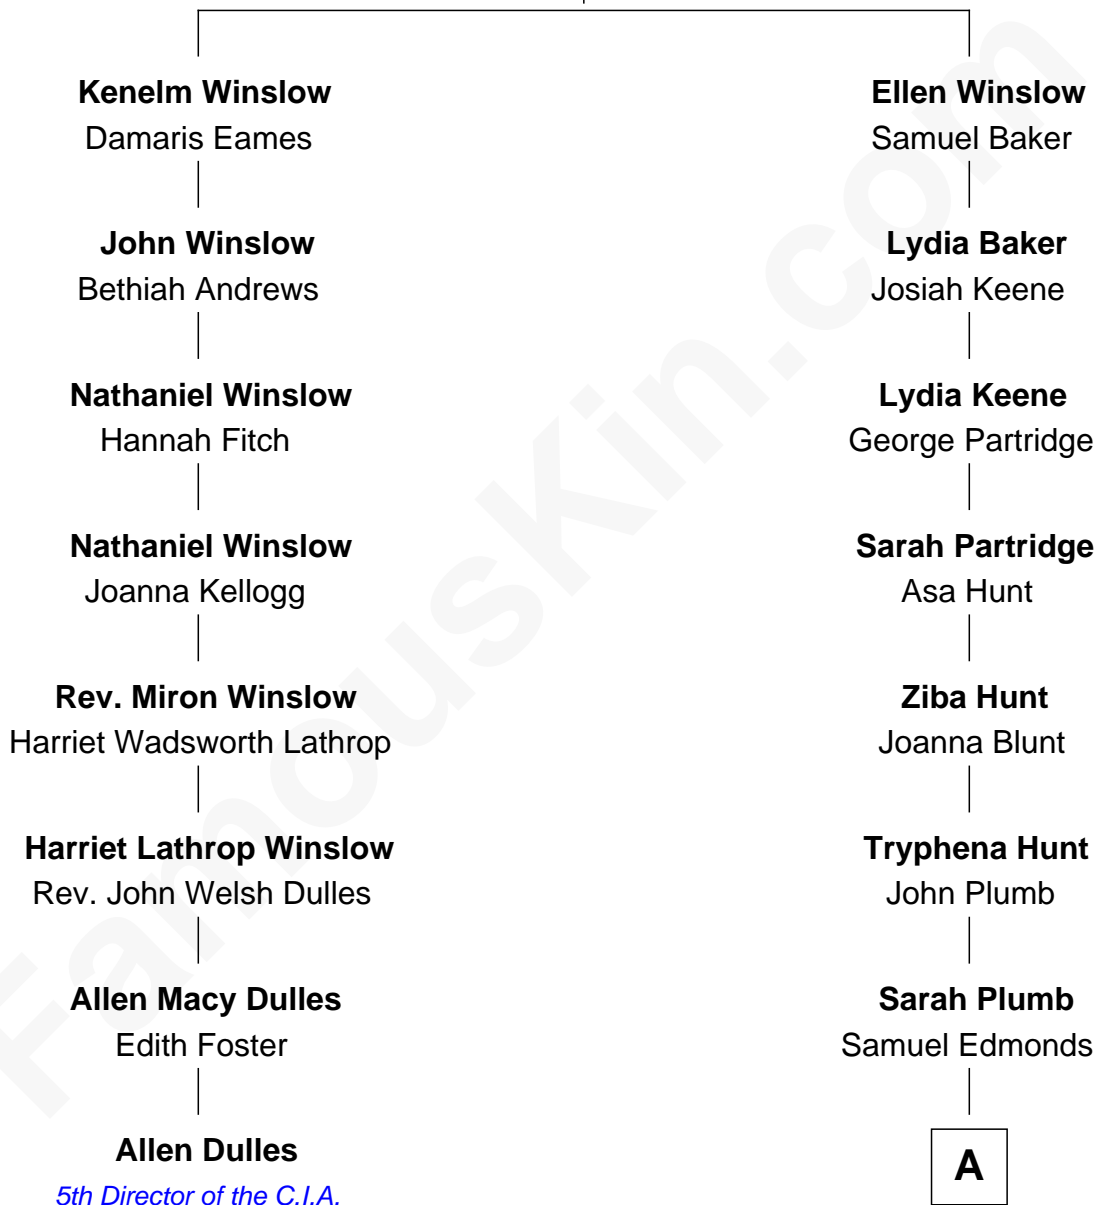 Kenelm Winslow
Damaris Eames
John Winslow
Bethiah Andrews
Nathaniel Winslow
Hannah Fitch
Nathaniel Winslow
Joanna Kellogg
Rev. Miron Winslow
Harriet Wadsworth Lathrop
Harriet Lathrop Winslow
Rev. John Welsh Dulles
Allen Macy Dulles
Edith Foster
Allen Dulles
5th Director of the C.I.A.
Ellen Winslow
Samuel Baker
Lydia Baker
Josiah Keene
Lydia Keene
George Partridge
Sarah Partridge
Asa Hunt
Ziba Hunt
Joanna Blunt
Tryphena Hunt
John Plumb
Sarah Plumb
Samuel Edmonds
A
FamousKin.com